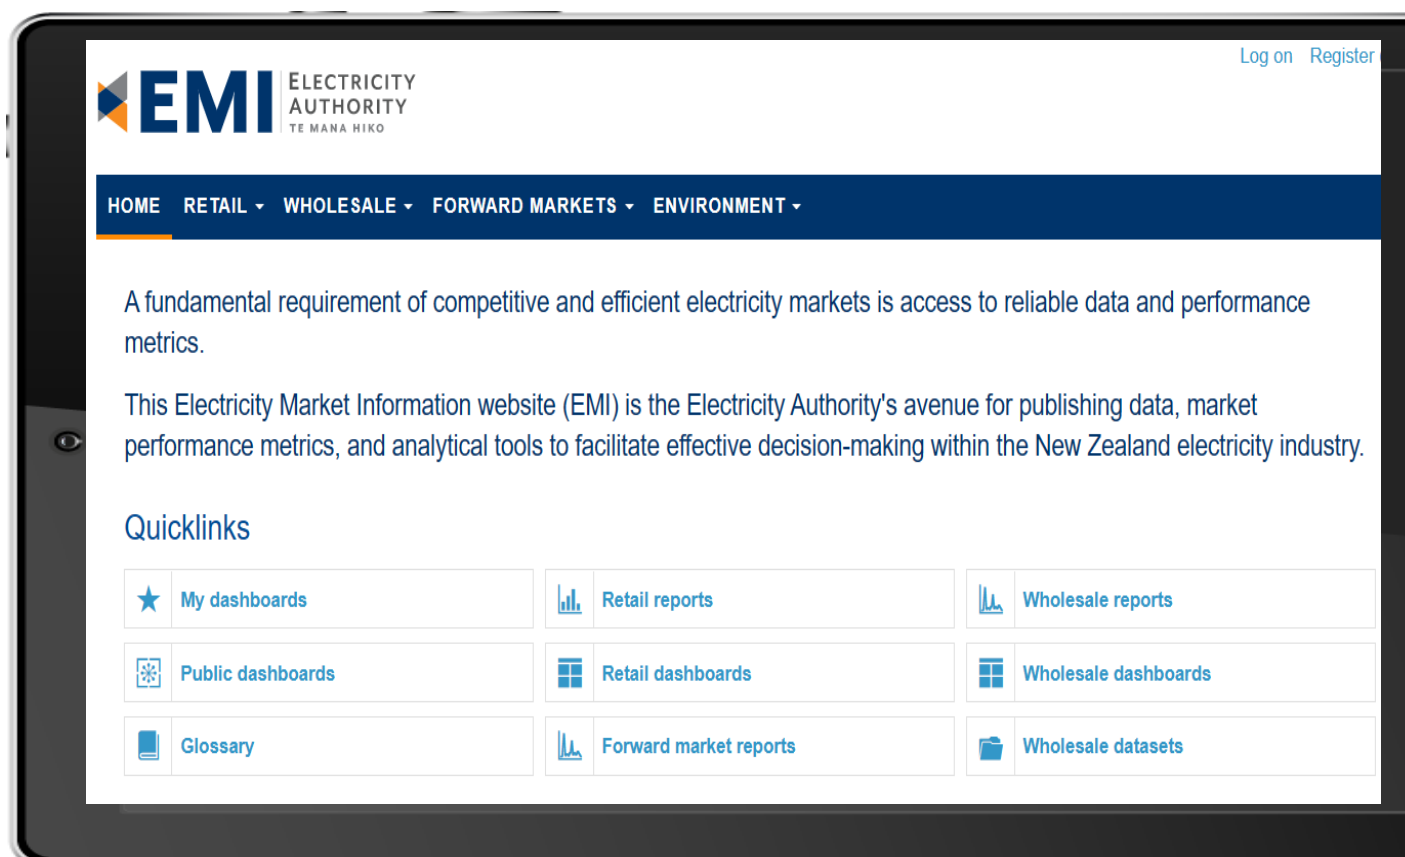 Log on Register
EMI ELECTRICITY
AUTHORITY
TE MANA HIKO
HOME RETAIL WHOLESALE FORWARD MARKETS ENVIRONMENT
A fundamental requirement of competitive and efficient electricity markets is access to reliable data and performance
metrics.
This Electricity Market Information website (EMI) is the Electricity Authority's avenue for publishing data, market
performance metrics, and analytical tools to facilitate effective decision-making within the New Zealand electricity industry.
Quicklinks
My dashboards Retail reports Wholesale reports
Public dashboards Retail dashboards Wholesale dashboards
Glossary Forward market reports Wholesale datasets